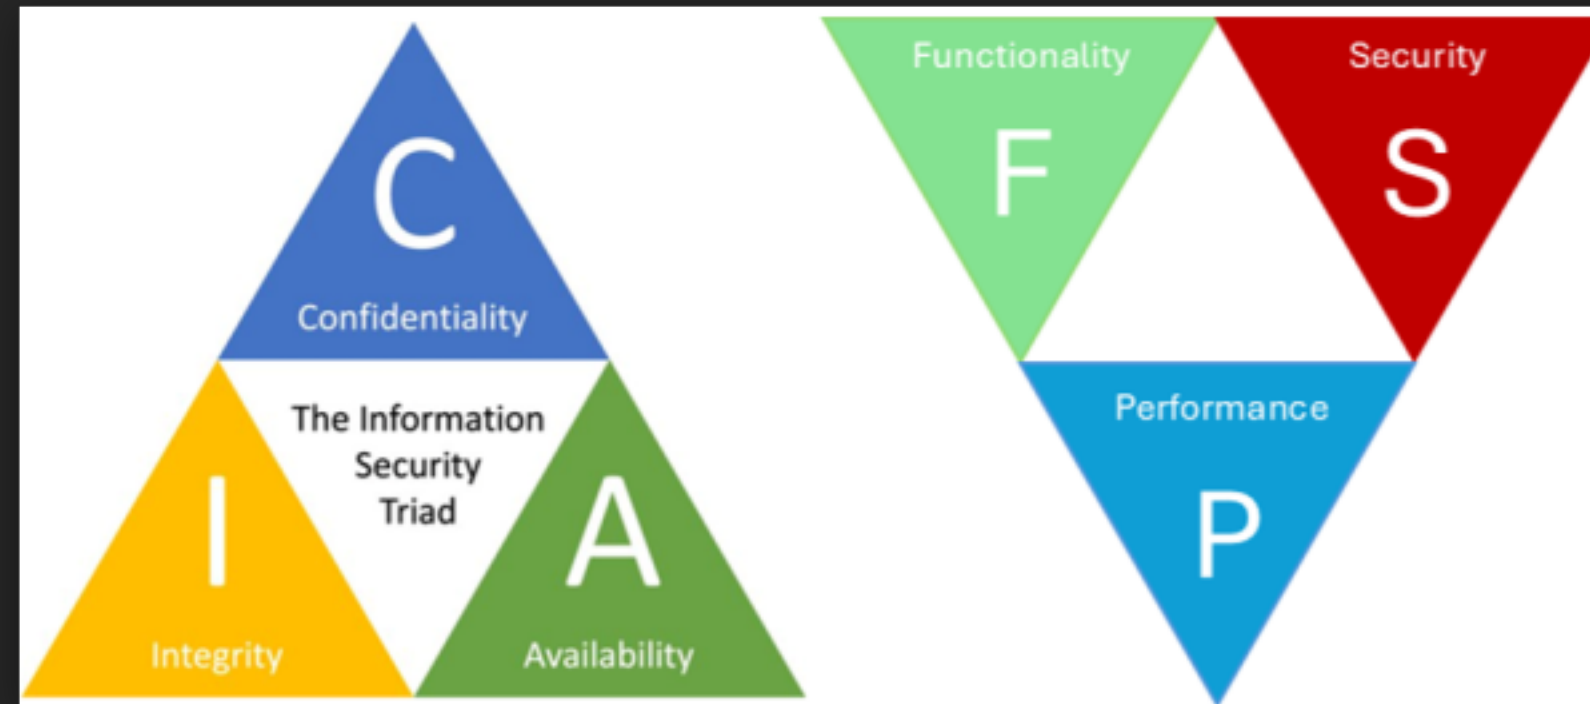 C
Confidentiality
The Information
Security
Triad
I
Integrity
A
Availability
Functionality
F
Security
S
Performance
P